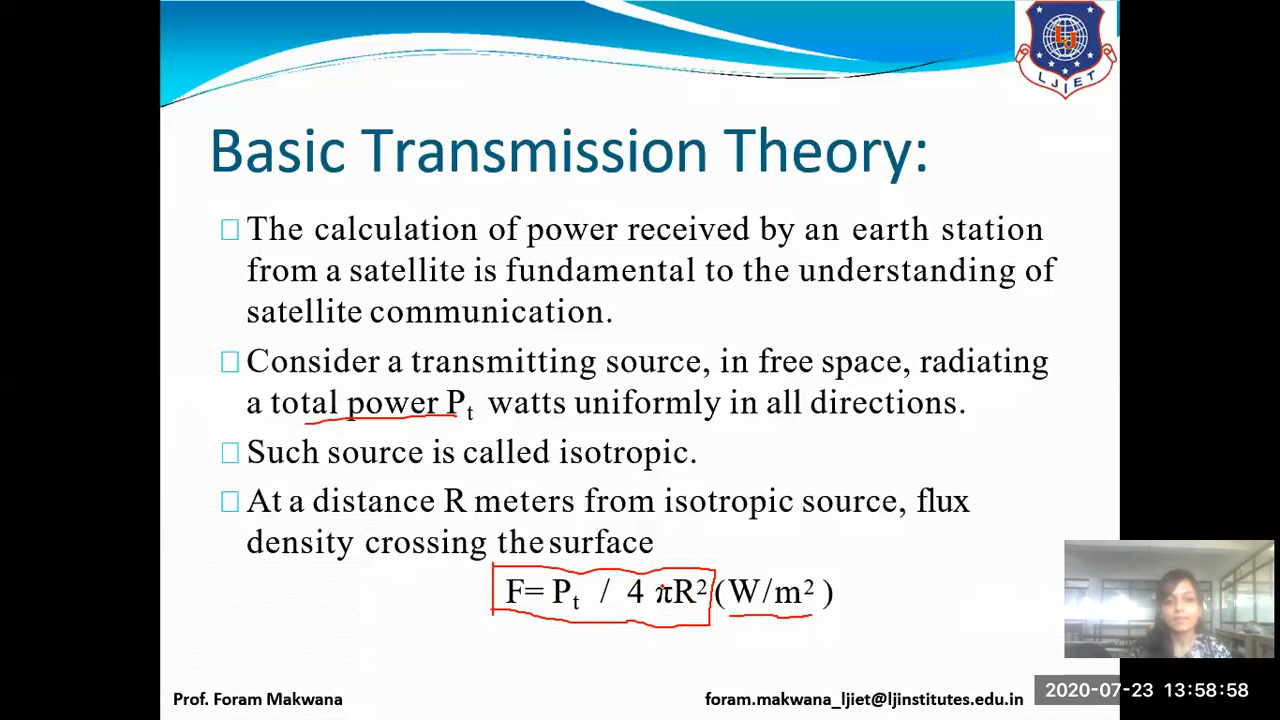 LJIET
Basic Transmission Theory:
The calculation of power received by an earth station
from a satellite is fundamental to the understanding of
satellite communication.
Consider a transmitting source, in free space, radiating
a total power Pₜ watts uniformly in all directions.
Such source is called isotropic.
At a distance R meters from isotropic source, flux
density crossing the surface
F= Pₜ / 4 πR² (W/m² )
Prof. Foram Makwana
foram.makwana_ljiet@ljinstitutes.edu.in
2020-07-23 13:58:58